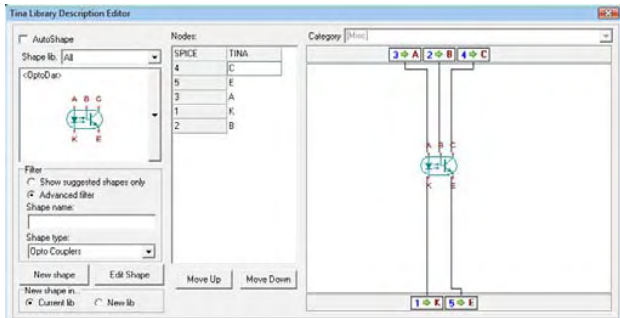 Tina Library Description Editor
AutoShape
Shape lib. All
<OptoDar>
A B C
K E
Filter
Show suggested shapes only
Advanced filter
Shape name:
Shape type:
Opto Couplers
New shape Edit Shape
New shape in...
Current lib New lib
Nodes:
SPICE TINA
4 C
5 E
3 A
1 K
2 B
Move Up Move Down
Category [Misc]
3 ⇨ A 2 ⇨ B 4 ⇨ C
A B C
K E
1 ⇨ K 5 ⇨ E